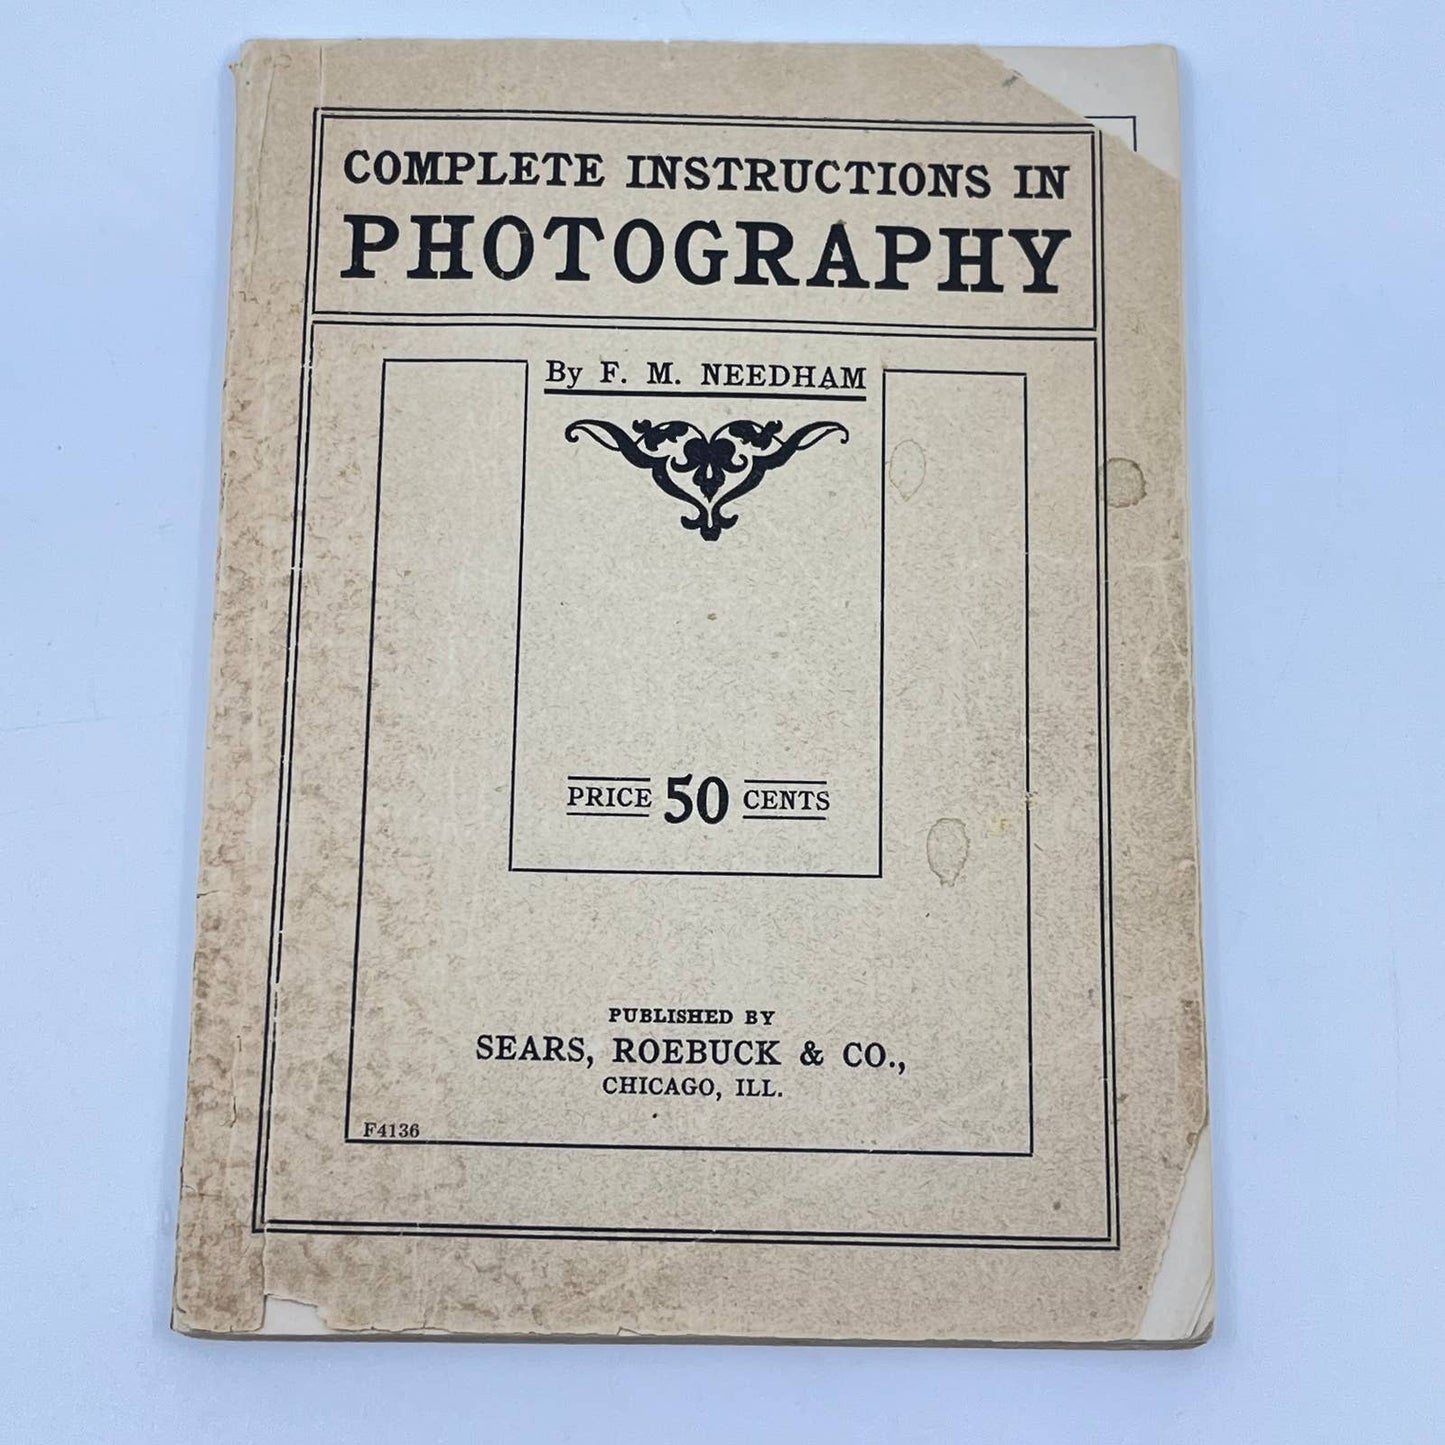 COMPLETE INSTRUCTIONS IN
PHOTOGRAPHY
By F. M. NEEDHAM
PRICE 50 CENTS
PUBLISHED BY
SEARS, ROEBUCK & CO.,
CHICAGO, ILL.
F4136